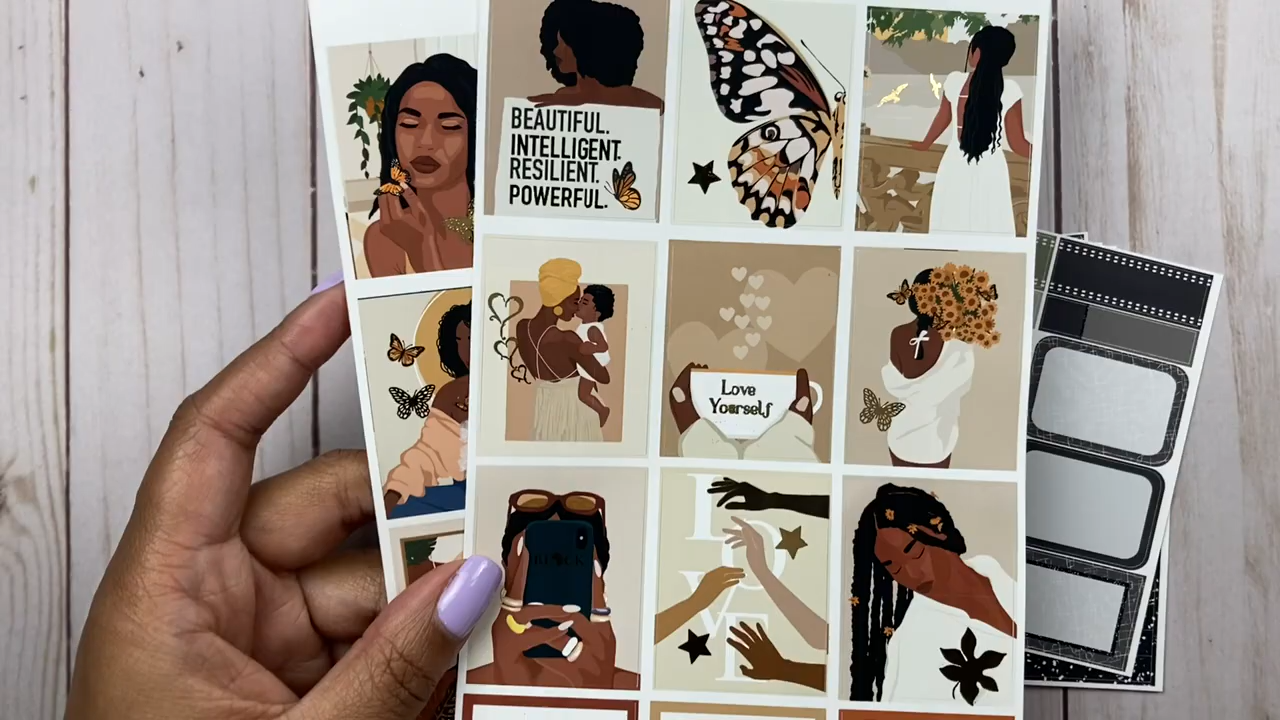 BEAUTIFUL.
INTELLIGENT.
RESILIENT.
POWERFUL.
Love
Yourself
LOVE